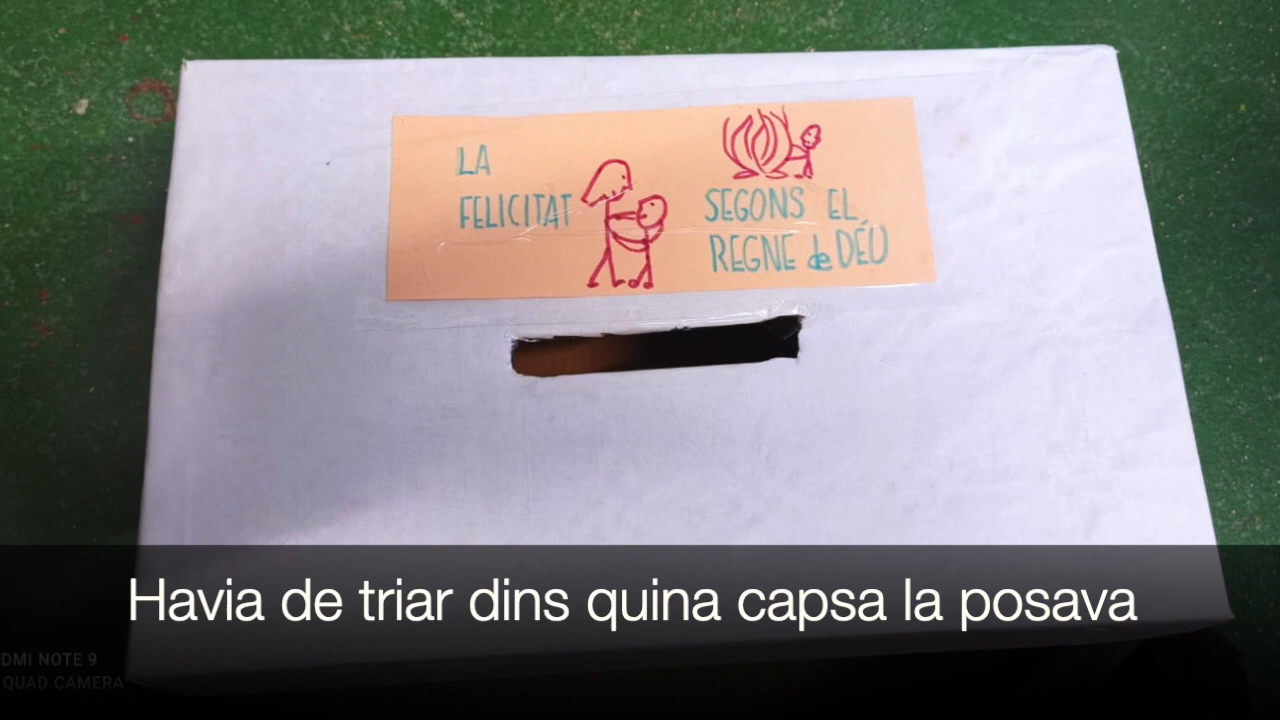 LA
FELICITAT
SEGONS EL
REGNE de DÉU
Havia de triar dins quina capsa la posava
DMI NOTE 9
QUAD CAMERA